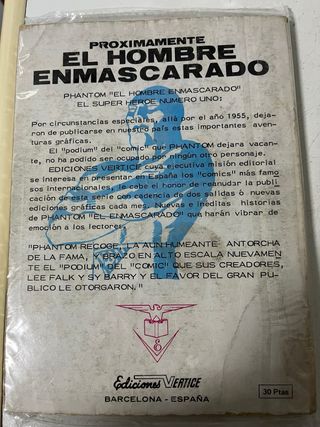 PROXIMAMENTE
EL HOMBRE
ENMASCARADO
PHANTOM "EL HOMBRE ENMASCARADO"
EL SUPER HEROE NUMERO UNO:
Por circunstancias especiales, allá por el año 1955, deja-
ron de publicarse en nuestro país estas importantes aven-
turas gráficas.
El "podium" del "comic" que PHANTOM dejara vacan-
te, no ha podido ser ocupado por ningún otro personaje.
EDICIONES VERTICE cuya ejecutiva misión editorial
se interesa en presentar en España los "comics" más famo
sos internacionales, le cabe el honor de reanudar la publi
cación de esta serie con cadencia de dos salidas ó nuevas
ediciones gráficas cada mes. Nuevas e inéditas historias
de PHANTOM "EL ENMASCARADO" que harán vibrar de
emoción a los lectores.
"PHANTOM RECOGE LA AUN HUMEANTE ANTORCHA
DE LA FAMA, Y BRAZO EN ALTO ESCALA NUEVAMEN
TE EL "PODIUM" DEL "COMIC" QUE SUS CREADORES,
LEE FALK Y SY BARRY Y EL FAVOR DEL GRAN PU-
BLICO LE OTORGARON."
Ediciones VERTICE
BARCELONA - ESPAÑA
30 Ptas